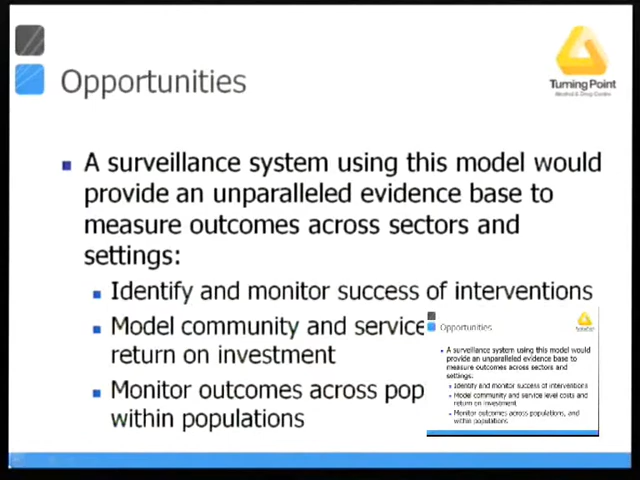 Opportunities
Turning Point
Alcohol & Drug Centre
A surveillance system using this model would
provide an unparalleled evidence base to
measure outcomes across sectors and
settings:
Identify and monitor success of interventions
Model community and service
return on investment
Monitor outcomes across pop
within populations
Opportunities
A surveillance system using this model would
provide an unparalleled evidence base to
measure outcomes across sectors and
settings:
Identify and monitor success of interventions
Model community and service level costs and
return on investment
Monitor outcomes across populations, and
within populations